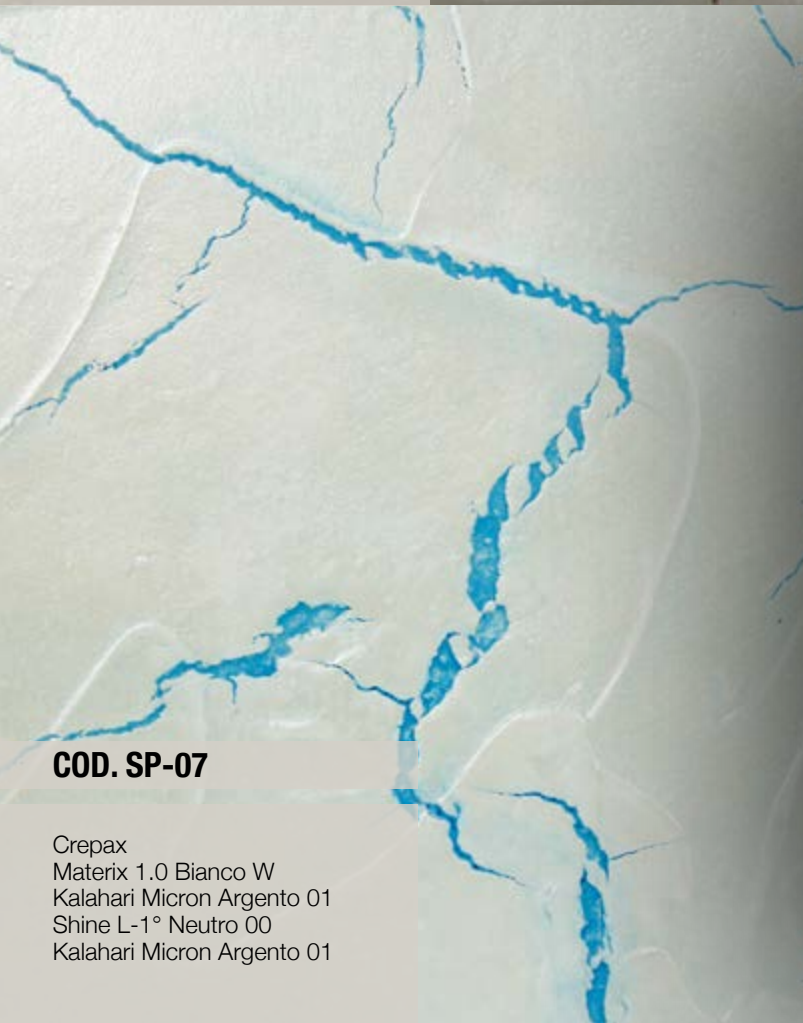 COD. SP-07
Crepax
Materix 1.0 Bianco W
Kalahari Micron Argento 01
Shine L-1° Neutro 00
Kalahari Micron Argento 01